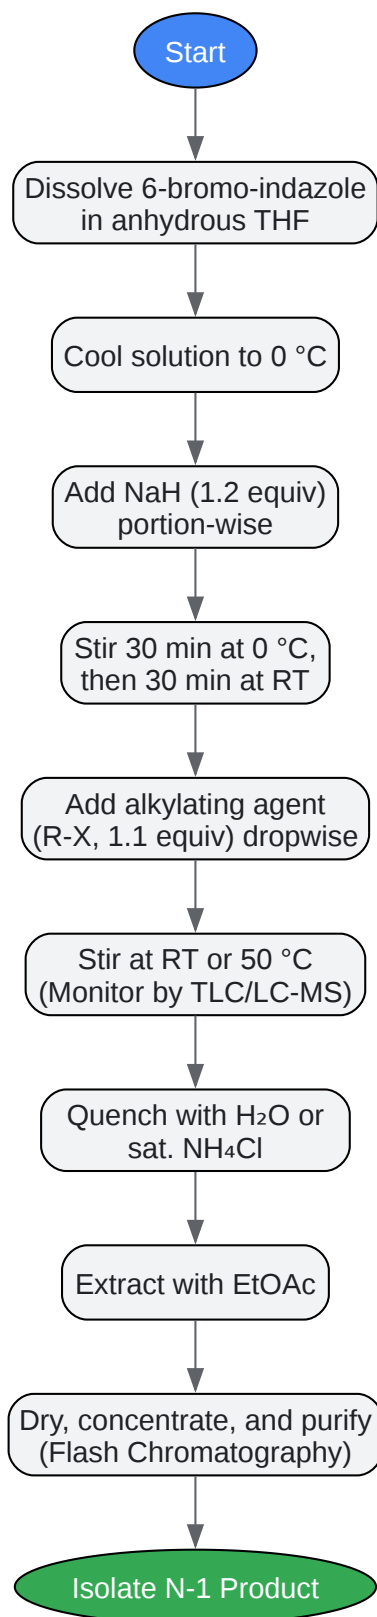 Start
Dissolve 6-bromo-indazole
in anhydrous THF
Cool solution to 0 °C
Add NaH (1.2 equiv)
portion-wise
Stir 30 min at 0 °C,
then 30 min at RT
Add alkylating agent
(R-X, 1.1 equiv) dropwise
Stir at RT or 50 °C
(Monitor by TLC/LC-MS)
Quench with H₂O or
sat. NH₄Cl
Extract with EtOAc
Dry, concentrate, and purify
(Flash Chromatography)
Isolate N-1 Product